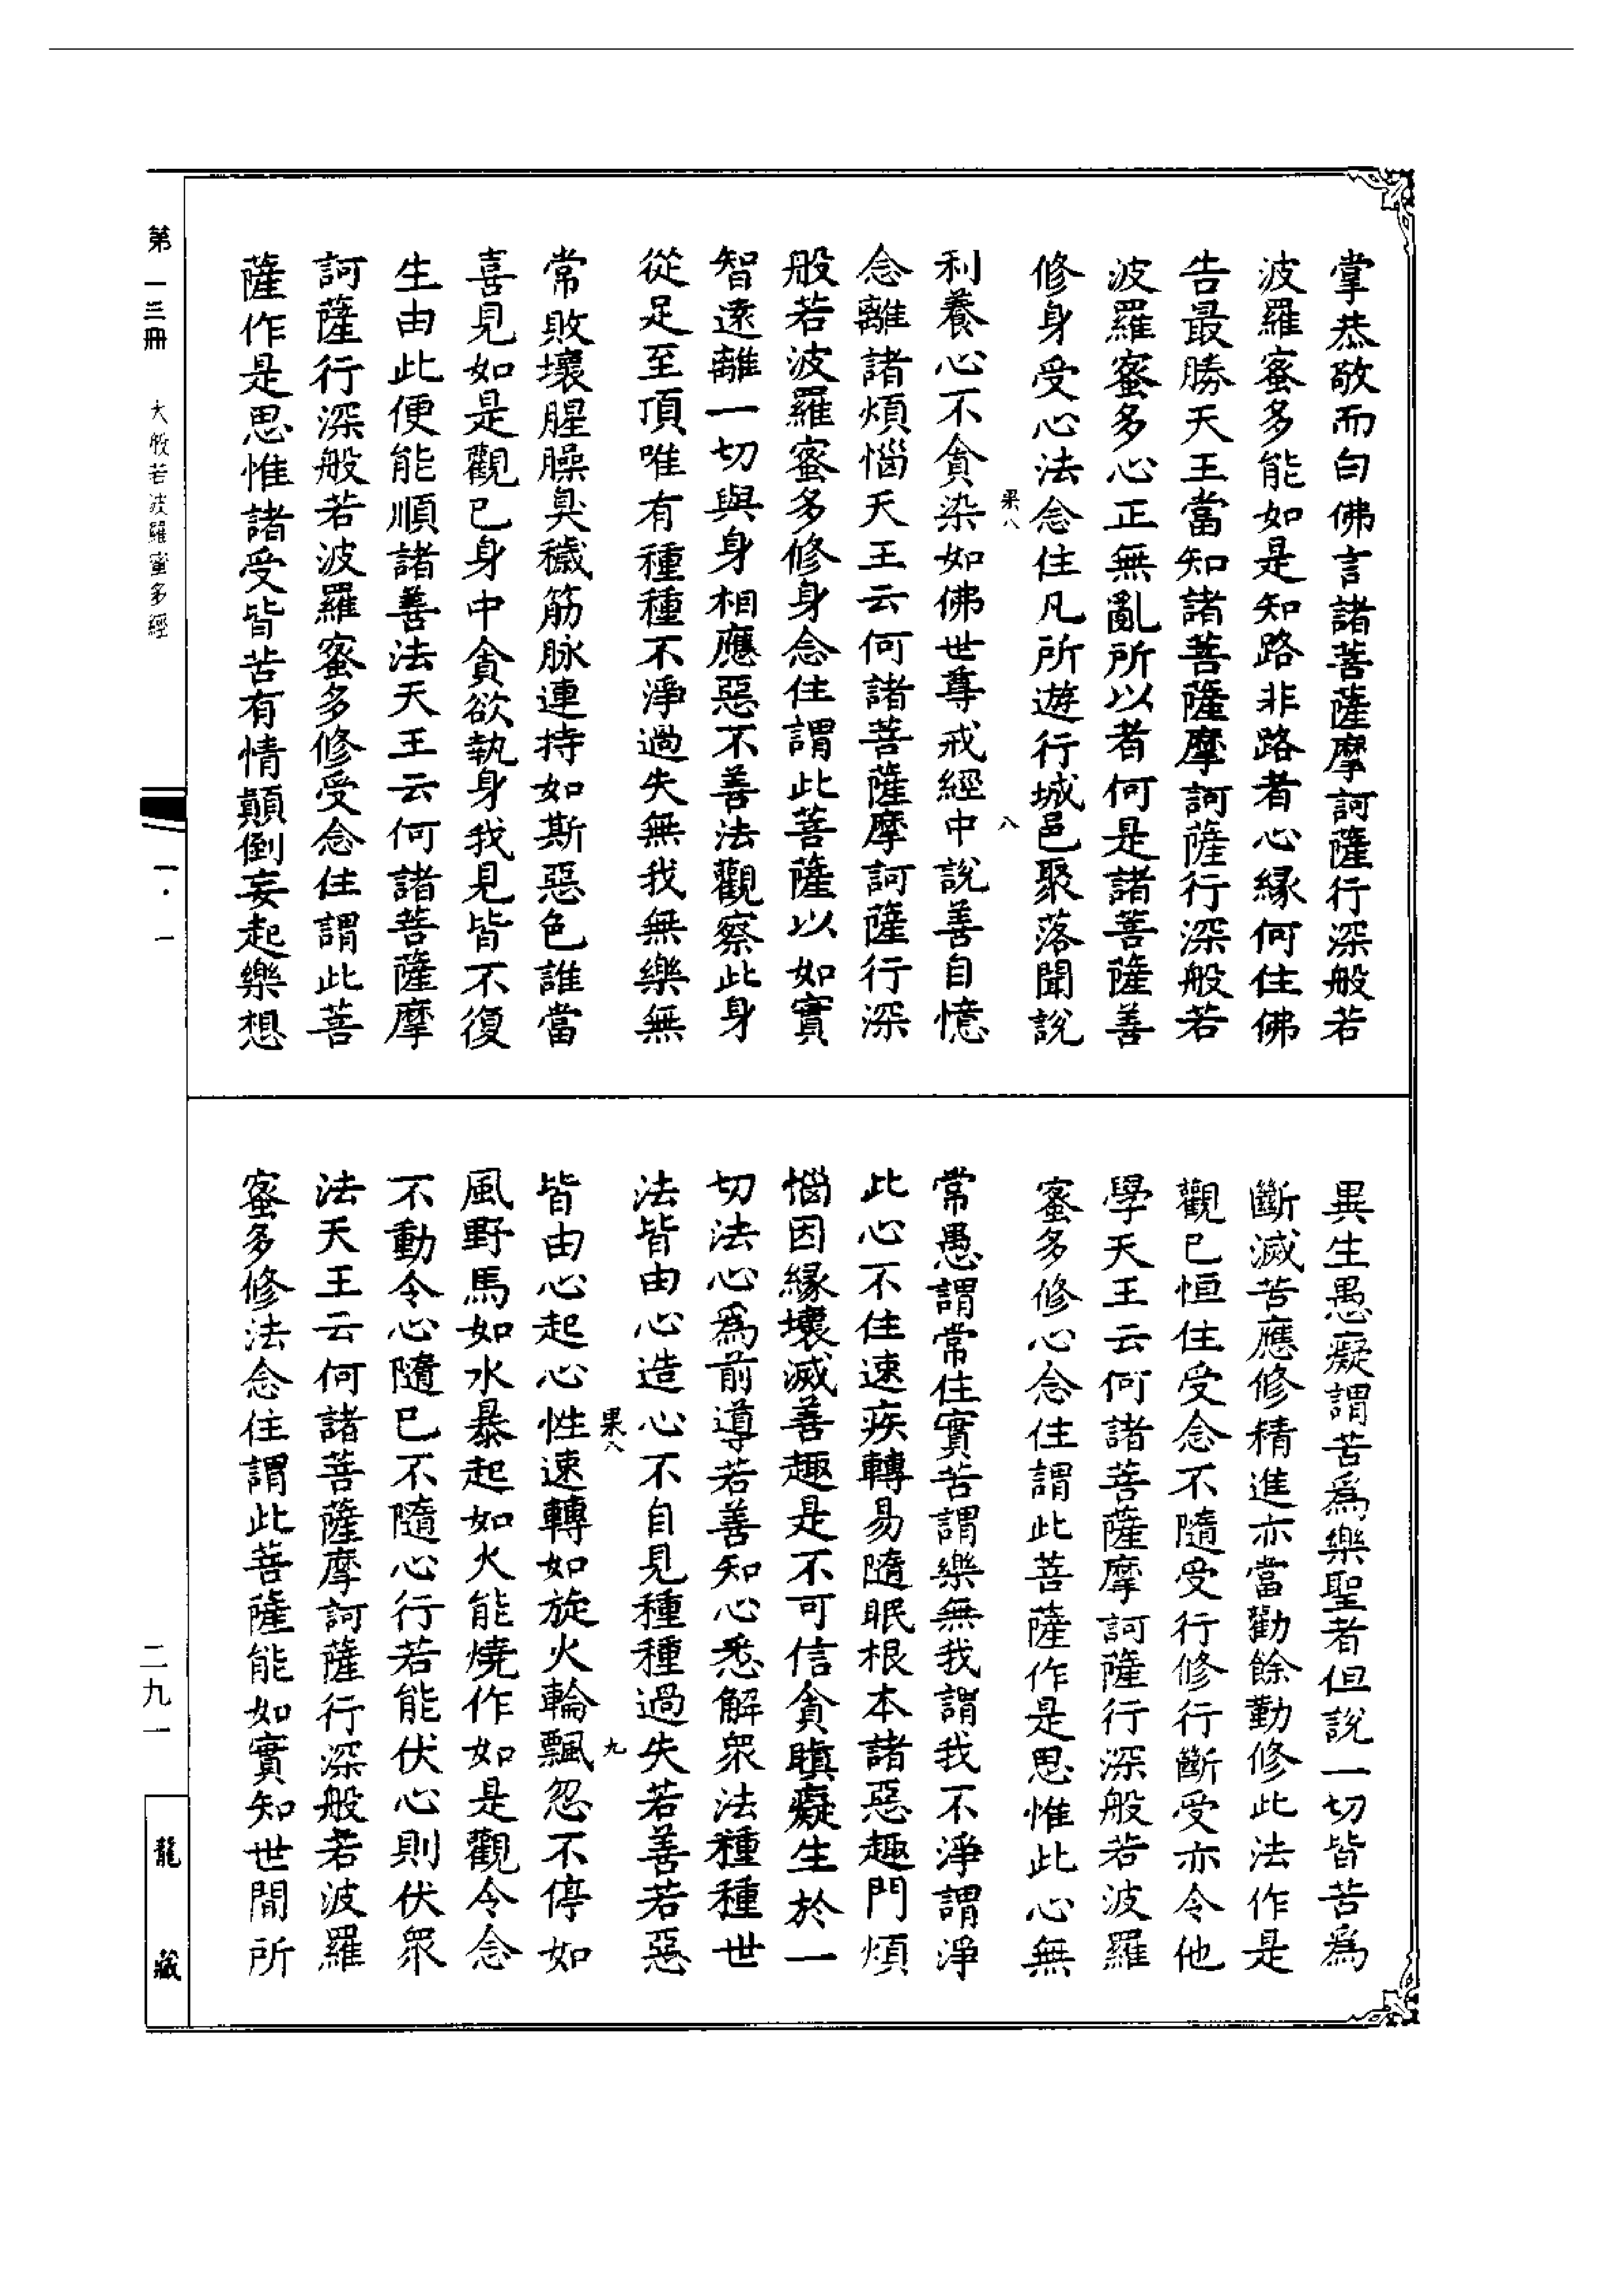 掌恭敬而白佛言諸菩薩摩訶薩行深般若
波羅蜜多能如是知路非路者心緣何住佛
告最勝天王當知諸菩薩摩訶薩行深般若
波羅蜜多心正無亂所以者何是諸菩薩善
修身受心法念住凡所遊行城邑聚落聞說
果八
八
利養心不貪染如佛世尊戒經中說善自憶
念離諸煩惱天王云何諸菩薩摩訶薩行深
般若波羅蜜多修身念住謂此菩薩以如實
智遠離一切與身相應惡不善法觀察此身
從足至頂唯有種種不淨過失無我無樂無
常敗壞腥臊臭穢筋脉連持如斯惡色誰當
喜見如是觀已身中貪欲執身我見皆不復
生由此便能順諸善法天王云何諸菩薩摩
訶薩行深般若波羅蜜多修受念住謂此菩
薩作是思惟諸受皆苦有情顛倒妄起樂想
異生愚癡謂苦為樂聖者但說一切皆苦為
斷滅苦應修精進亦當勸餘勤修此法作是
觀已恒住受念不隨受行修行斷受亦令他
學天王云何諸菩薩摩訶薩行深般若波羅
蜜多修心念住謂此菩薩作是思惟此心無
常愚謂常住實苦謂樂無我謂我不淨謂淨
此心不住速疾轉易隨眠根本諸惡趣門煩
惱因緣壞滅善趣是不可信貪瞋癡生於一
切法心為前導若善知心悉解眾法種種世
法皆由心造心不自見種種過失若善若惡
果八
九
皆由心起心性速轉如旋火輪飄忽不停如
風野馬如水暴起如火能燒作如是觀令念
不動令心隨已不隨心行若能伏心則伏眾
法天王云何諸菩薩摩訶薩行深般若波羅
蜜多修法念住謂此菩薩能如實知世間所
第一三冊 大般若波羅蜜多經
一·一
二九一
龍藏